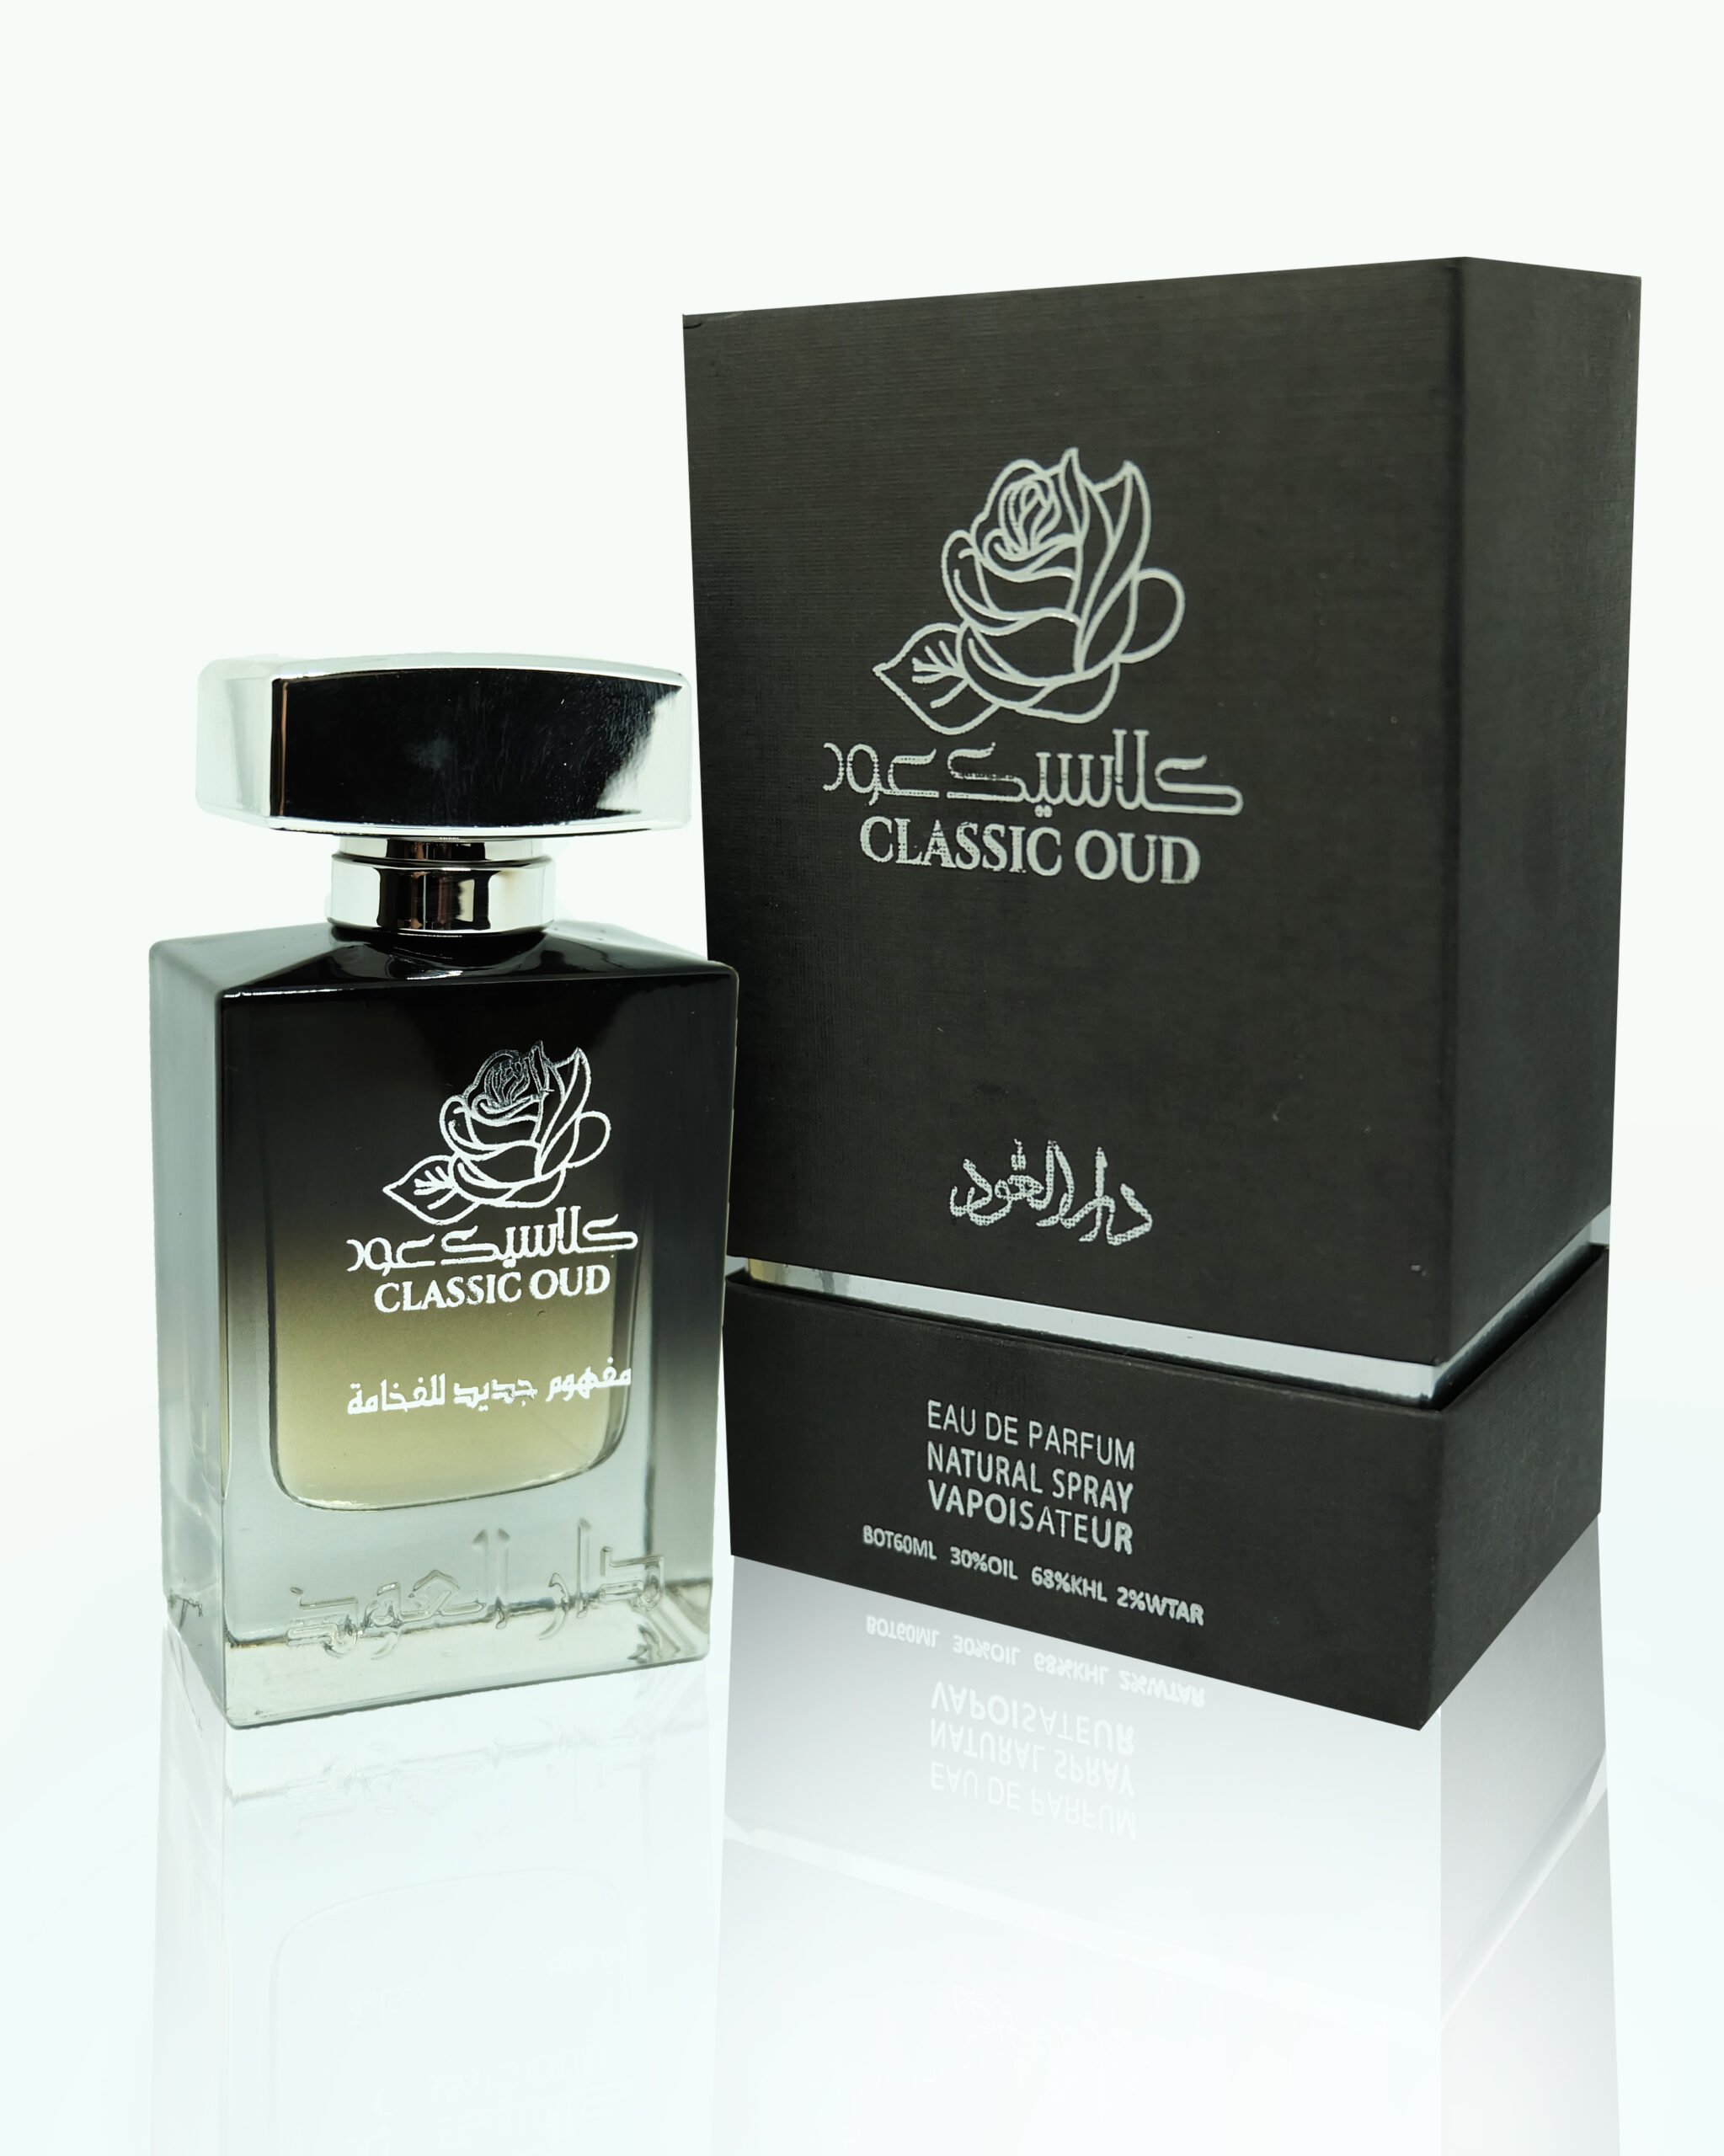 كلاسيك عود
CLASSIC OUD
مفهوم جديد للفخامة
دار العود
كلاسيك عود
CLASSIC OUD
دار العود
EAU DE PARFUM
NATURAL SPRAY
VAPOISATEUR
BOT60ML 30%OIL 68%KHL 2%WTAR